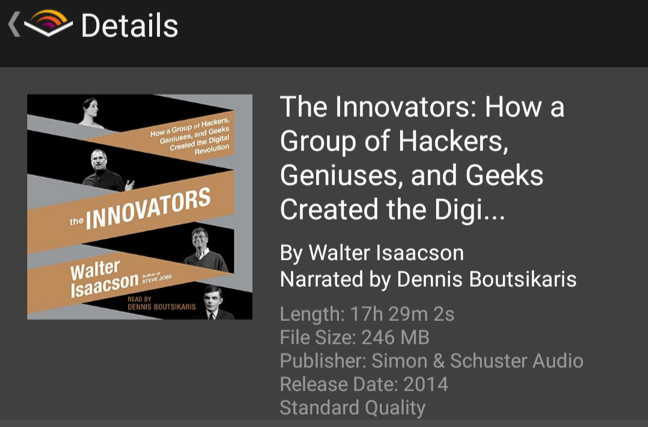 Details
How a Group of Hackers,
Geniuses, and Geeks
Created the Digital
Revolution
the INNOVATORS
Walter
Isaacson
Author of
STEVE JOBS
READ BY
DENNIS BOUTSIKARIS
The Innovators: How a
Group of Hackers,
Geniuses, and Geeks
Created the Digi...
By Walter Isaacson
Narrated by Dennis Boutsikaris
Length: 17h 29m 2s
File Size: 246 MB
Publisher: Simon & Schuster Audio
Release Date: 2014
Standard Quality